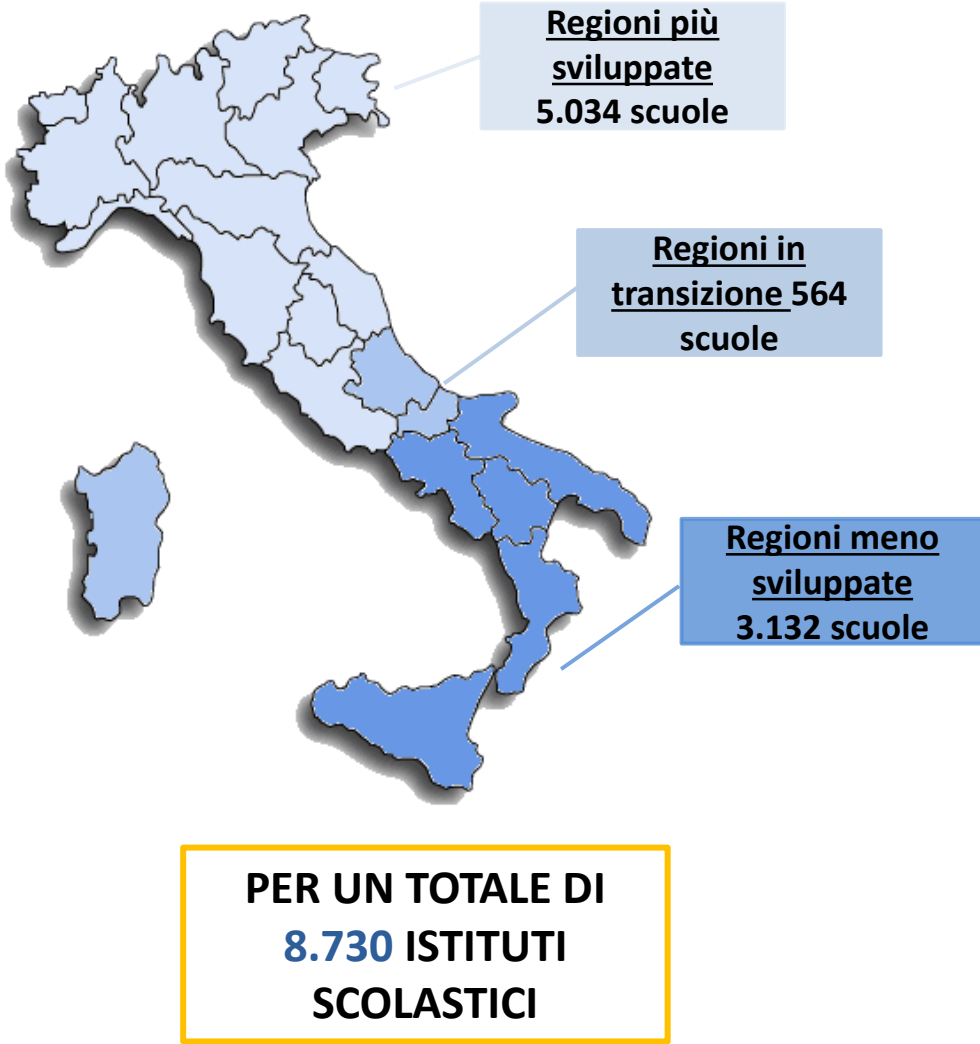 Regioni più
sviluppate
5.034 scuole
Regioni in
transizione 564
scuole
Regioni meno
sviluppate
3.132 scuole
PER UN TOTALE DI
8.730 ISTITUTI
SCOLASTICI